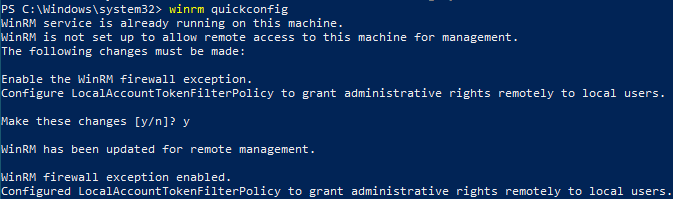 PS C:\Windows\system32> winrm quickconfig
WinRM service is already running on this machine.
WinRM is not set up to allow remote access to this machine for management.
The following changes must be made:
Enable the WinRM firewall exception.
Configure LocalAccountTokenFilterPolicy to grant administrative rights remotely to local users.
Make these changes [y/n]? y
WinRM has been updated for remote management.
WinRM firewall exception enabled.
Configured LocalAccountTokenFilterPolicy to grant administrative rights remotely to local users.